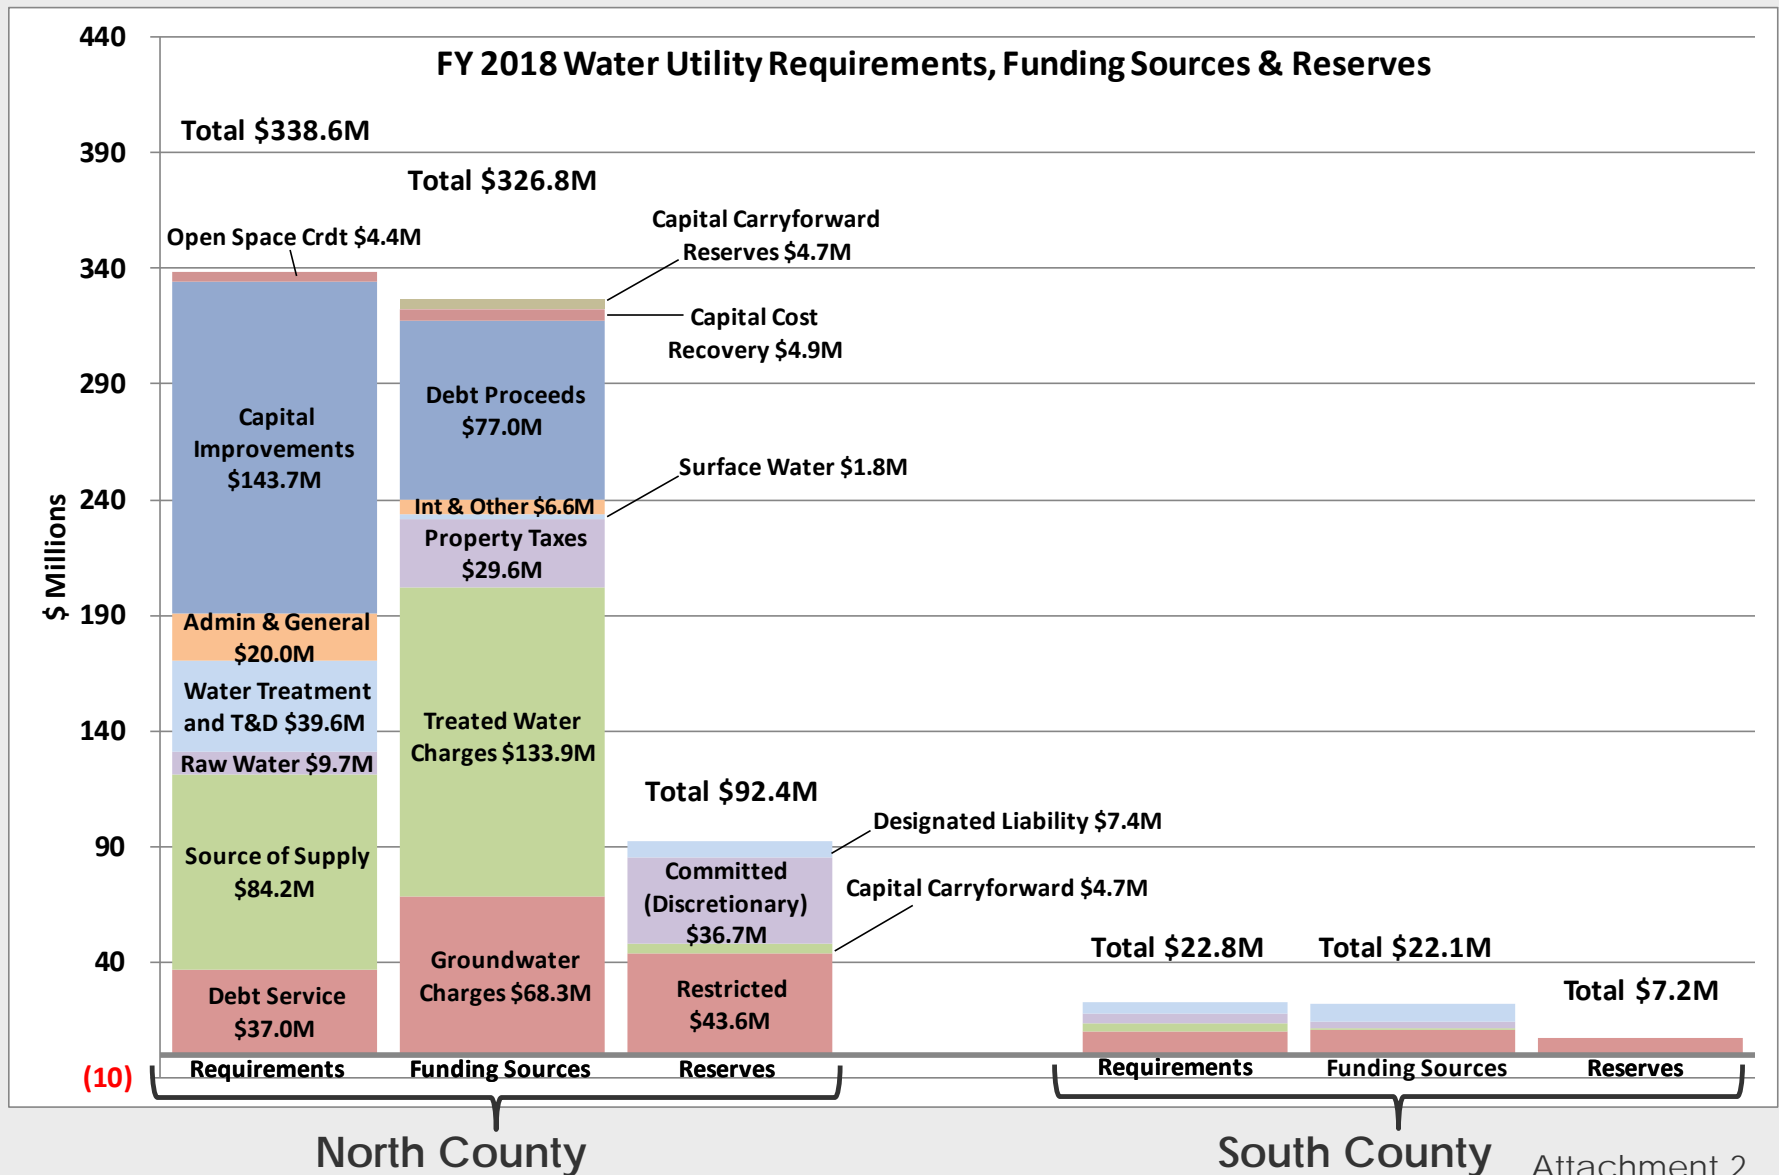 FY 2018 Water Utility Requirements, Funding Sources & Reserves
$ Millions
440
390
340
290
240
190
140
90
40
(10)
Total $338.6M
Open Space Crdt $4.4M
Capital
Improvements
$143.7M
Admin & General
$20.0M
Water Treatment
and T&D $39.6M
Raw Water $9.7M
Source of Supply
$84.2M
Debt Service
$37.0M
Requirements
Total $326.8M
Capital Carryforward
Reserves $4.7M
Capital Cost
Recovery $4.9M
Debt Proceeds
$77.0M
Int & Other $6.6M
Surface Water $1.8M
Property Taxes
$29.6M
Treated Water
Charges $133.9M
Groundwater
Charges $68.3M
Funding Sources
Total $92.4M
Designated Liability $7.4M
Committed
(Discretionary)
$36.7M
Capital Carryforward $4.7M
Restricted
$43.6M
Reserves
Total $22.8M
Requirements
Total $22.1M
Funding Sources
Total $7.2M
Reserves
North County
South County
Attachment 2